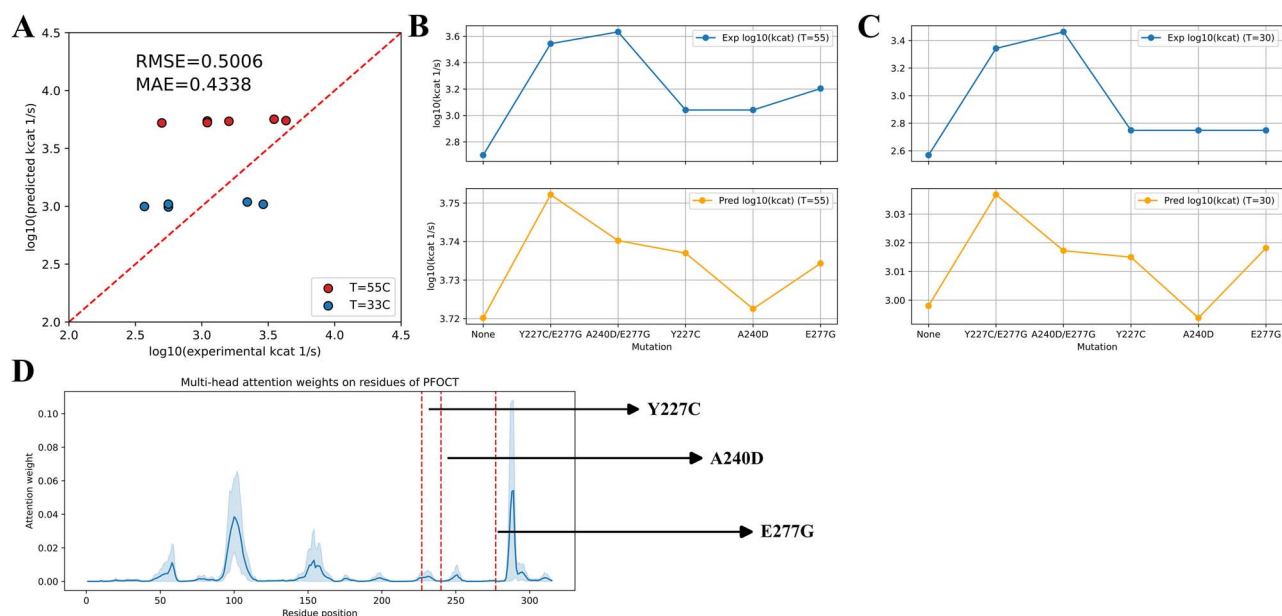 A
4.5
4.0
3.5
3.0
2.5
2.0
2.0 2.5 3.0 3.5 4.0 4.5
log10(predicted kcat 1/s)
log10(experimental kcat 1/s)
RMSE=0.5006
MAE=0.4338
T=55C
T=33C
B
3.6
3.4
3.2
3.0
2.8
log10(kcat 1/s)
Exp log10(kcat) (T=55)
3.75
3.74
3.73
3.72
log10(kcat 1/s)
Pred log10(kcat) (T=55)
None Y227C/E277G A240D/E277G Y227C A240D E277G
Mutation
C
3.4
3.2
3.0
2.8
2.6
Exp log10(kcat) (T=30)
3.03
3.02
3.01
3.00
Pred log10(kcat) (T=30)
None Y227C/E277G A240D/E277G Y227C A240D E277G
Mutation
D
Multi-head attention weights on residues of PFOCT
0.10
0.08
0.06
0.04
0.02
0.00
Attention weight
0 50 100 150 200 250 300
Residue position
Y227C
A240D
E277G